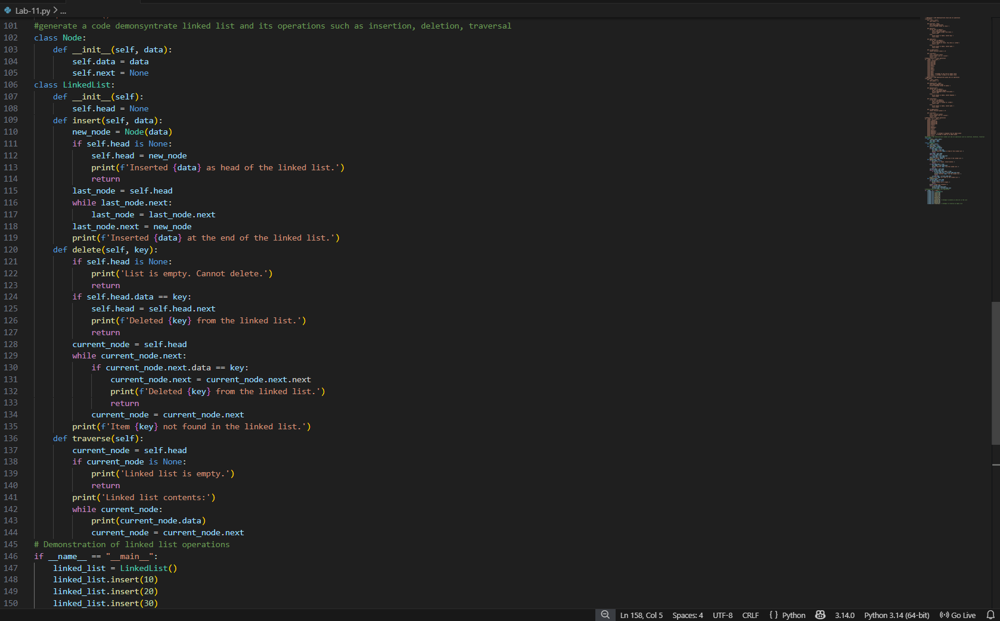 Lab-11.py > ...
101 #generate a code demonsyntrate linked list and its operations such as insertion, deletion, traversal
102 class Node:
103     def __init__(self, data):
104         self.data = data
105         self.next = None
106 class LinkedList:
107     def __init__(self):
108         self.head = None
109     def insert(self, data):
110         new_node = Node(data)
111         if self.head is None:
112             self.head = new_node
113             print(f'Inserted {data} as head of the linked list.')
114             return
115         last_node = self.head
116         while last_node.next:
117             last_node = last_node.next
118         last_node.next = new_node
119         print(f'Inserted {data} at the end of the linked list.')
120     def delete(self, key):
121         if self.head is None:
122             print('List is empty. Cannot delete.')
123             return
124         if self.head.data == key:
125             self.head = self.head.next
126             print(f'Deleted {key} from the linked list.')
127             return
128         current_node = self.head
129         while current_node.next:
130             if current_node.next.data == key:
131                 current_node.next = current_node.next.next
132                 print(f'Deleted {key} from the linked list.')
133                 return
134             current_node = current_node.next
135         print(f'Item {key} not found in the linked list.')
136     def traverse(self):
137         current_node = self.head
138         if current_node is None:
139             print('Linked list is empty.')
140             return
141         print('Linked list contents:')
142         while current_node:
143             print(current_node.data)
144             current_node = current_node.next
145 # Demonstration of linked list operations
146 if __name__ == "__main__":
147     linked_list = LinkedList()
148     linked_list.insert(10)
149     linked_list.insert(20)
150     linked_list.insert(30)
Ln 158, Col 5 Spaces: 4 UTF-8 CRLF { } Python 3.14.0 Python 3.14 (64-bit) Go Live